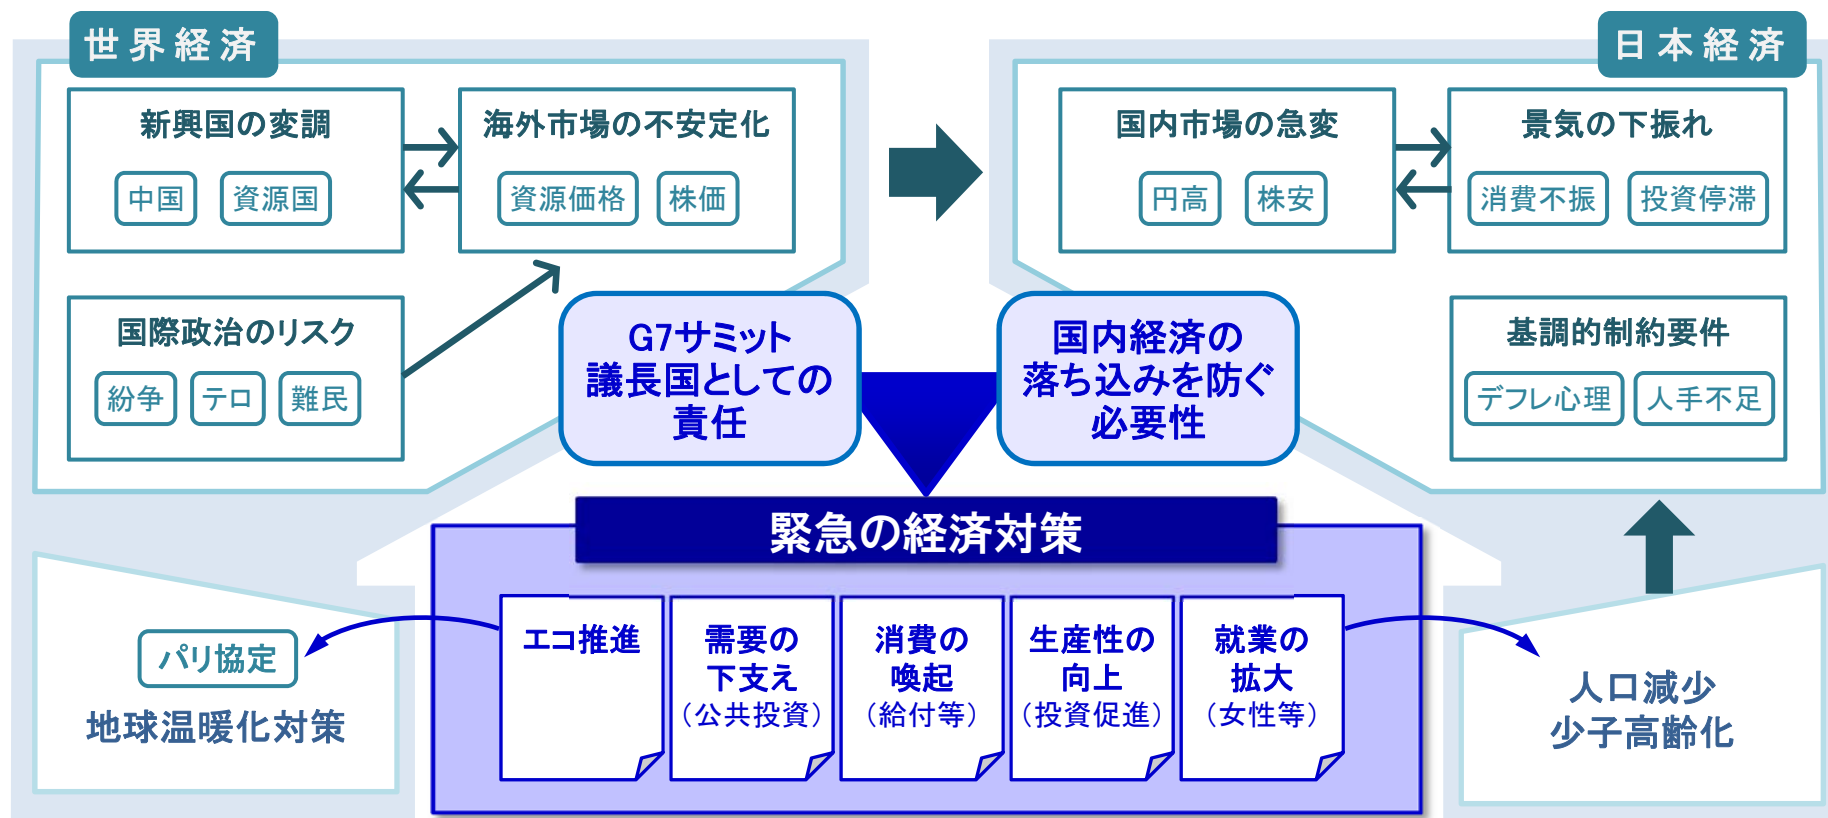 世界経済
新興国の変調
中国
資源国
海外市場の不安定化
資源価格
株価
国際政治のリスク
紛争
テロ
難民
日本経済
国内市場の急変
円高
株安
景気の下振れ
消費不振
投資停滞
基調的制約要件
デフレ心理
人手不足
G7サミット
議長国としての
責任
国内経済の
落ち込みを防ぐ
必要性
緊急の経済対策
エコ推進
需要の
下支え
（公共投資）
消費の
喚起
（給付等）
生産性の
向上
（投資促進）
就業の
拡大
（女性等）
パリ協定
地球温暖化対策
人口減少
少子高齢化